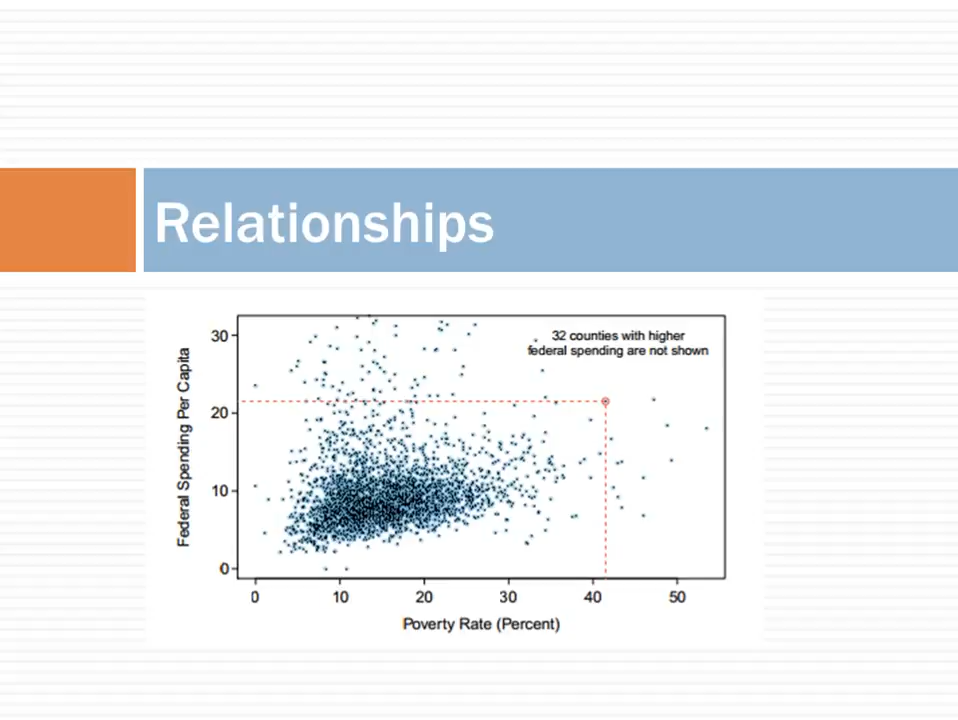 Relationships
32 counties with higher
federal spending are not shown
Federal Spending Per Capita
30
20
10
0
0 10 20 30 40 50
Poverty Rate (Percent)